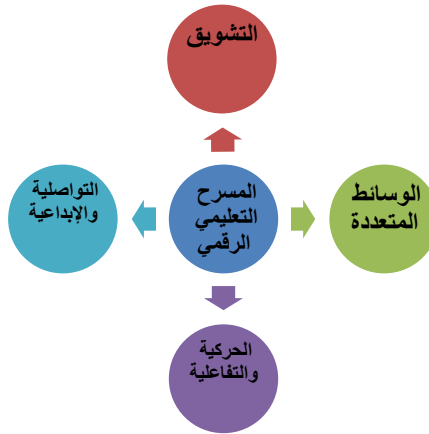 التشويق
الوسائط
المتعددة
المسرح
التعليمي
الرقمي
التواصلية
والإبداعية
الحركية
والتفاعلية